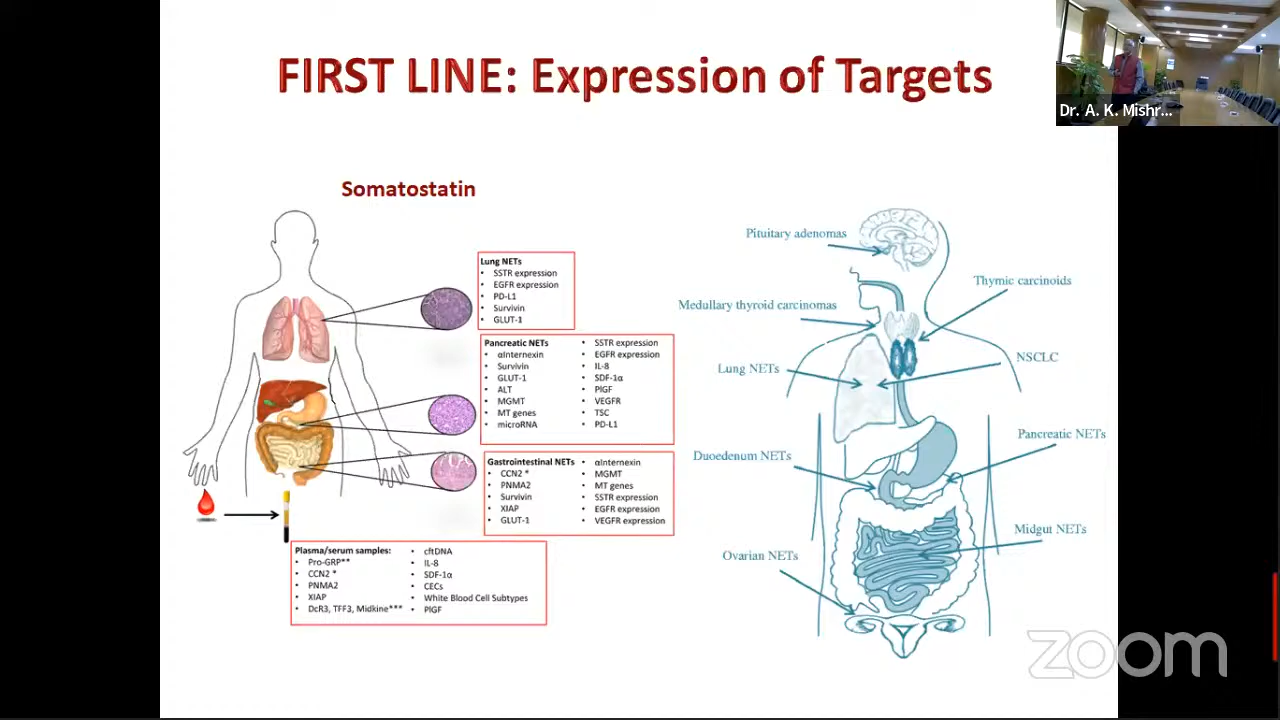 FIRST LINE: Expression of Targets
Dr. A. K. Mishr...
Somatostatin
Lung NETs
• SSTR expression
• EGFR expression
• PD-L1
• Survivin
• GLUT-1
Pancreatic NETs
• αInternexin
• Survivin
• GLUT-1
• ALT
• MGMT
• MT genes
• microRNA
• SSTR expression
• EGFR expression
• IL-8
• SDF-1α
• PlGF
• VEGFR
• TSC
• PD-L1
Gastrointestinal NETs
• CCN2 *
• PNMA2
• Survivin
• XIAP
• GLUT-1
• αInternexin
• MGMT
• MT genes
• SSTR expression
• EGFR expression
• VEGFR expression
Plasma/serum samples:
• Pro-GRP**
• CCN2 *
• PNMA2
• XIAP
• DcR3, TFF3, Midkine***
• cftDNA
• IL-8
• SDF-1α
• CECs
• White Blood Cell Subtypes
• PlGF
Pituitary adenomas
Thymic carcinoids
Medullary thyroid carcinomas
NSCLC
Lung NETs
Pancreatic NETs
Duoedenum NETs
Midgut NETs
Ovarian NETs
zoom